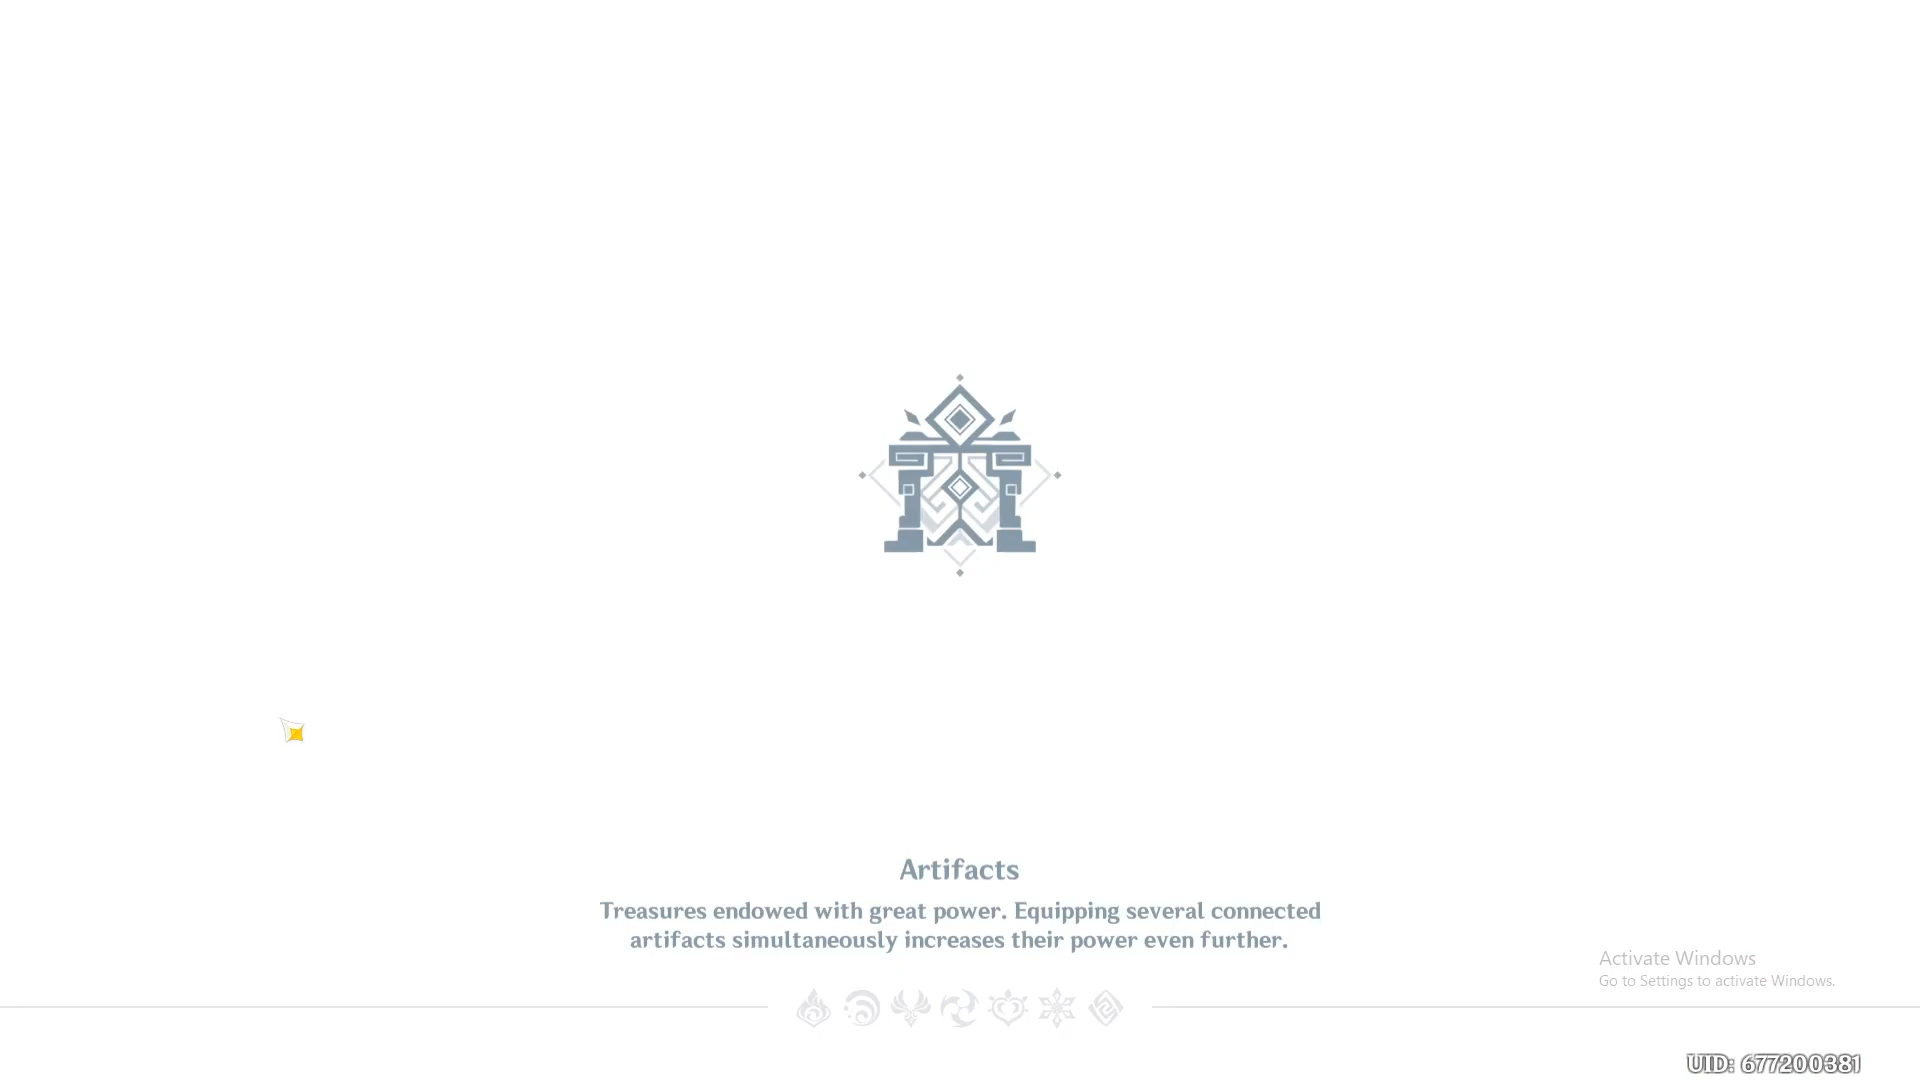 Artifacts
Treasures endowed with great power. Equipping several connected
artifacts simultaneously increases their power even further.
Activate Windows
Go to Settings to activate Windows.
UID: 677200381